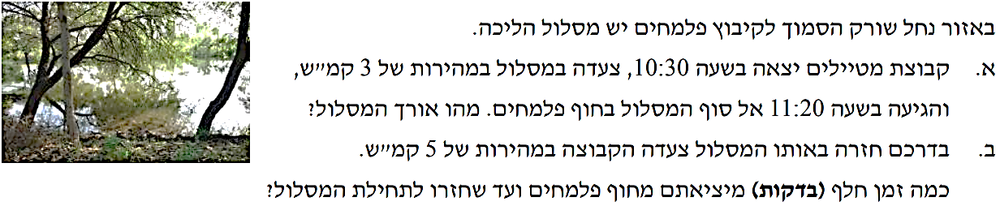 באזור נחל שורק הסמוך לקיבוץ פלמחים יש מסלול הליכה.
א. קבוצת מטיילים יצאה בשעה 10:30, צעדה במסלול במהירות של 3 קמ״ש,
והגיעה בשעה 11:20 אל סוף המסלול בחוף פלמחים. מהו אורך המסלול?
ב. בדרכם חזרה באותו המסלול צעדה הקבוצה במהירות של 5 קמ״ש.
כמה זמן חלף (בדקות) מיציאתם מחוף פלמחים ועד שחזרו לתחילת המסלול?